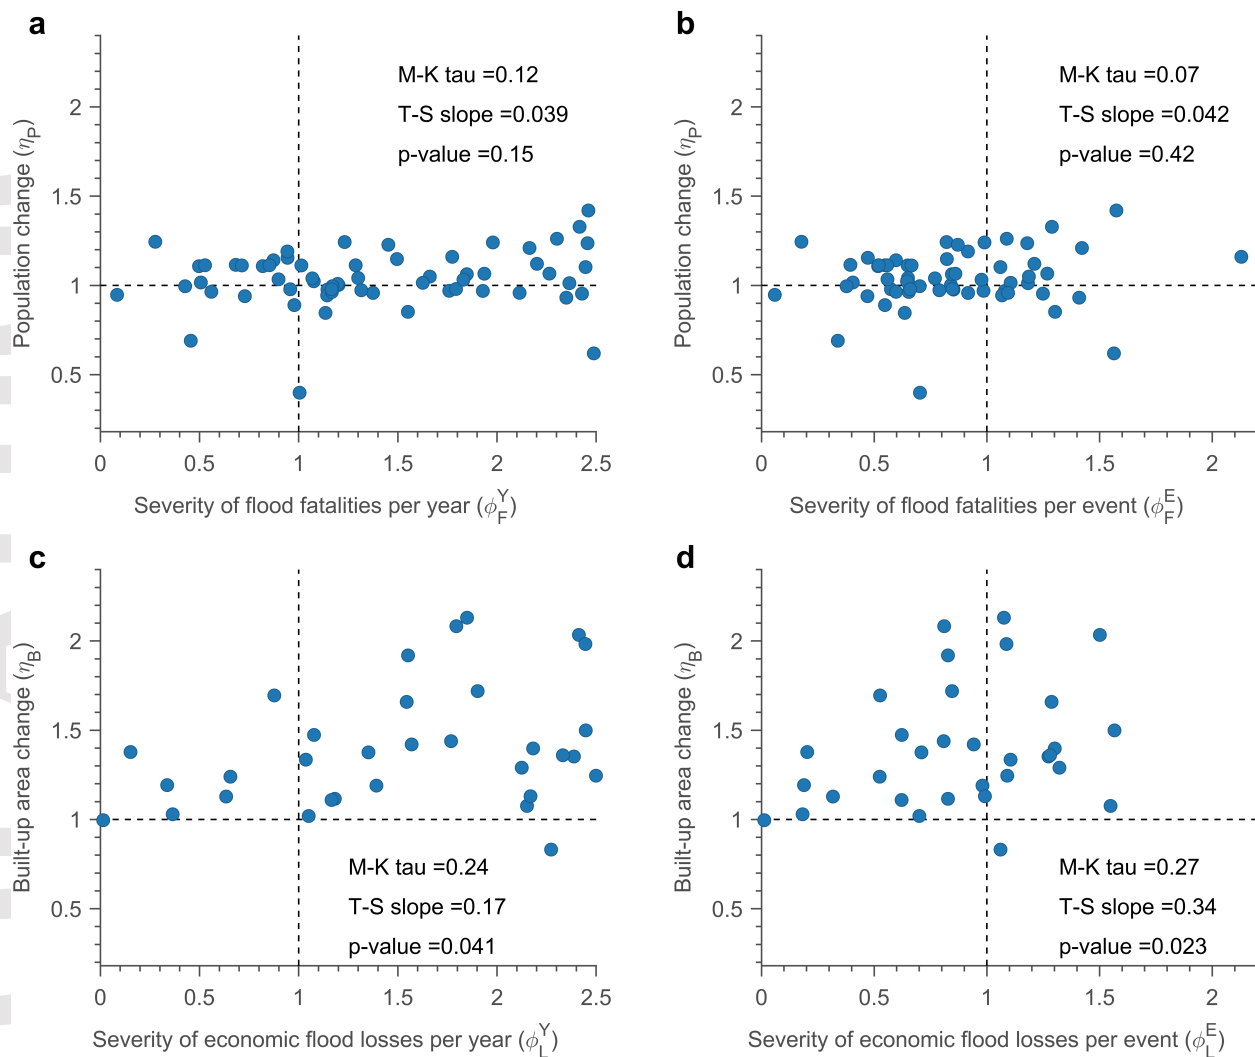 a
M-K tau =0.12
T-S slope =0.039
p-value =0.15
Population change (ηP)
2
1.5
1
0.5
0 0.5 1 1.5 2 2.5
Severity of flood fatalities per year (ϕFY)
b
M-K tau =0.07
T-S slope =0.042
p-value =0.42
Population change (ηP)
2
1.5
1
0.5
0 0.5 1 1.5 2
Severity of flood fatalities per event (ϕFE)
c
Built-up area change (ηB)
2
1.5
1
0.5
M-K tau =0.24
T-S slope =0.17
p-value =0.041
0 0.5 1 1.5 2 2.5
Severity of economic flood losses per year (ϕLY)
d
Built-up area change (ηB)
2
1.5
1
0.5
M-K tau =0.27
T-S slope =0.34
p-value =0.023
0 0.5 1 1.5 2
Severity of economic flood losses per event (ϕLE)